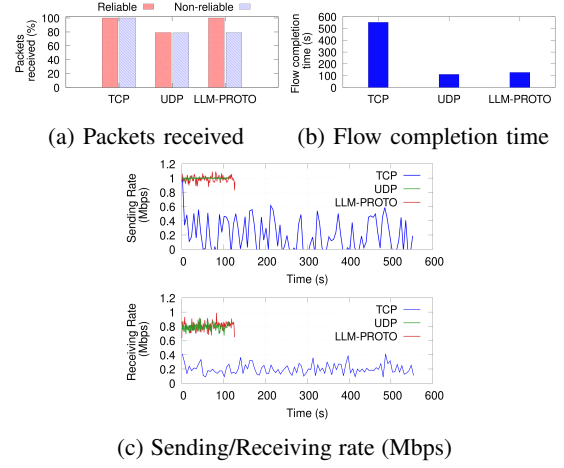 Reliable Non-reliable
Packets
received (%)
100
80
60
40
20
0
TCP UDP LLM-PROTO
(a) Packets received
Flow completion
time (s)
600
500
400
300
200
100
0
TCP UDP LLM-PROTO
(b) Flow completion time
Sending Rate
(Mbps)
1.2
1
0.8
0.6
0.4
0.2
0
TCP
UDP
LLM-PROTO
0 100 200 300 400 500 600
Time (s)
Receiving Rate
(Mbps)
1.2
1
0.8
0.6
0.4
0.2
0
TCP
UDP
LLM-PROTO
0 100 200 300 400 500 600
Time (s)
(c) Sending/Receiving rate (Mbps)